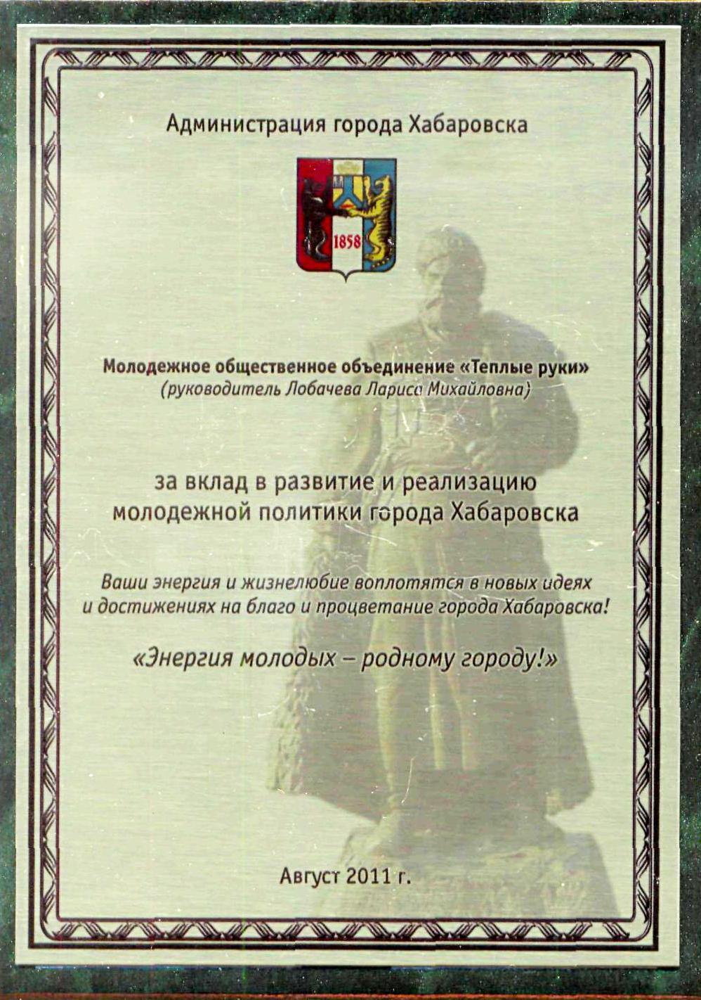 Администрация города Хабаровска
1858
Молодежное общественное объединение «Теплые руки»
(руководитель Лобачева Лариса Михайловна)
за вклад в развитие и реализацию
молодежной политики города Хабаровска
Ваши энергия и жизнелюбие воплотятся в новых идеях
и достижениях на благо и процветание города Хабаровска!
«Энергия молодых – родному городу!»
Август 2011 г.